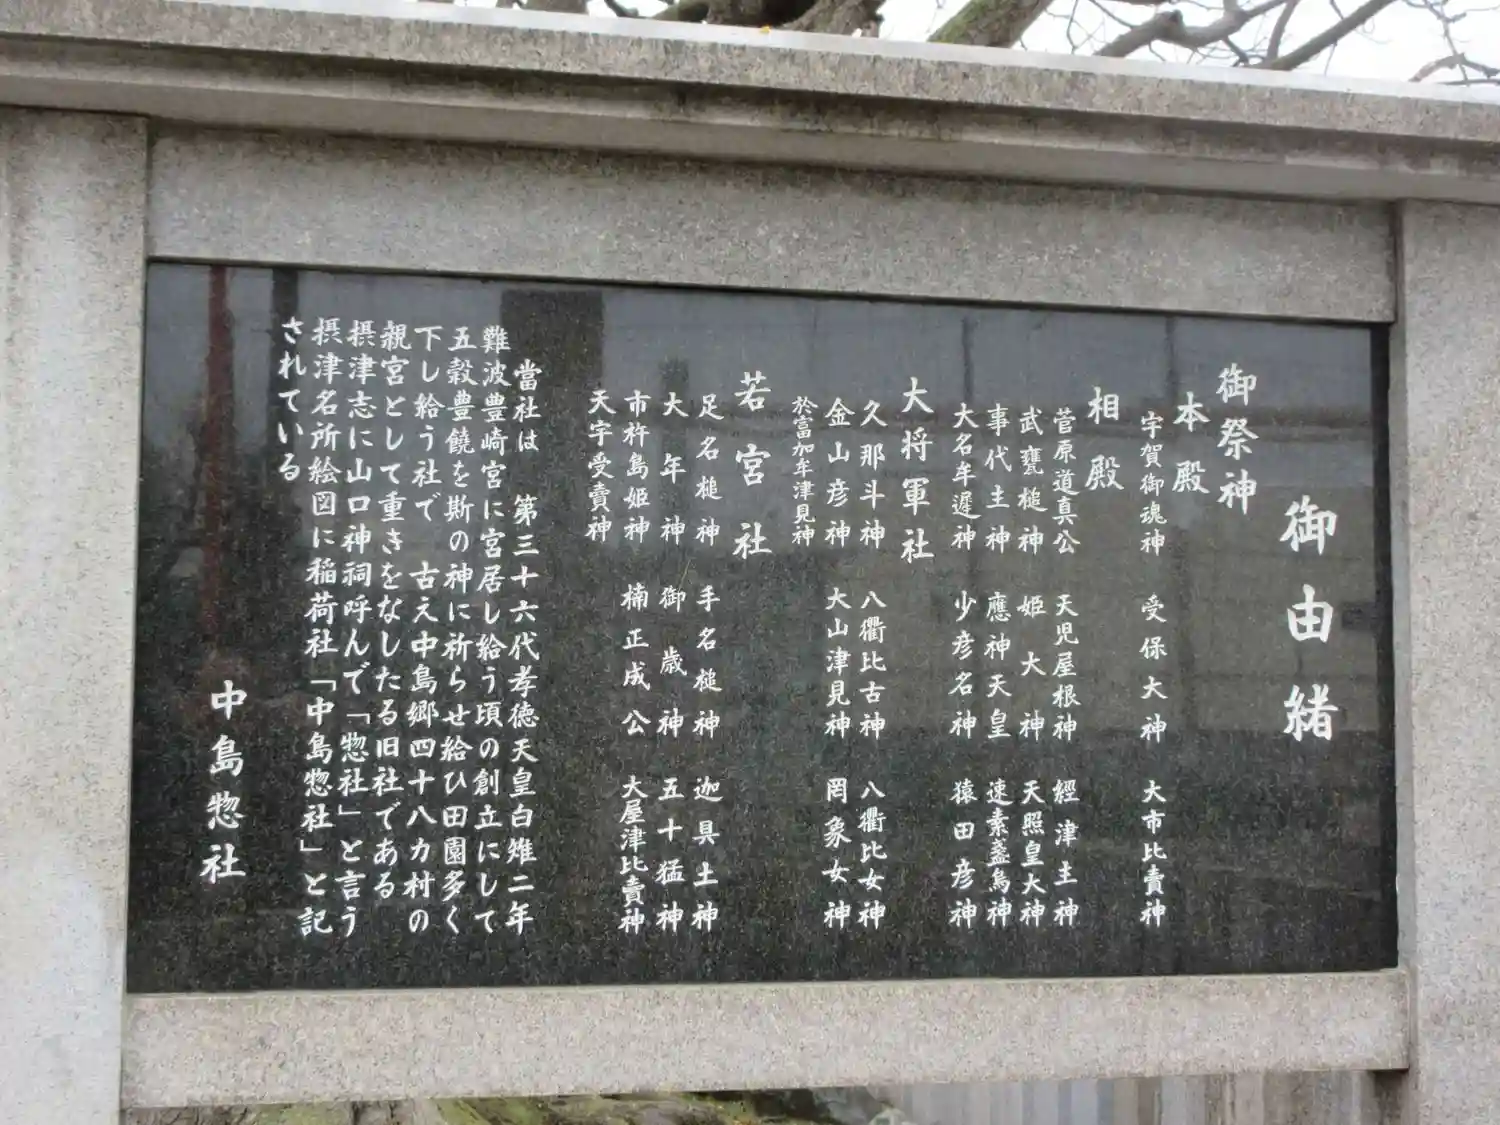 御由緒
御祭神
本殿
宇賀御魂神 受保大神 大市比賣神
相殿
菅原道真公 天児屋根神 經津主神
武甕槌神 姫大神 天照皇大神
事代主神 應神天皇 速素盞鳥神
大名牟遲神 少彦名神 猿田彦神
大将軍社
久那斗神 八衢比古神 八衢比女神
金山彦神 大山津見神 罔象女神
於富加牟津見神
若宮社
足名槌神 手名槌神 迦具土神
大年神 御歳神 五十猛神
市杵島姫神 楠正成公 大屋津比賣神
天宇受賣神
當社は 第三十六代孝徳天皇白雉二年
難波豊崎宮に宮居し給う頃の創立にして
五穀豊饒を斯の神に祈らせ給ひ田園多く
下し給う社で 古え中島郷四十八カ村の
親宮として重きをなしたる旧社である
摂津志に山口神祠呼んで「惣社」と言う
摂津名所絵図に稲荷社「中島惣社」と記
されている
中島惣社